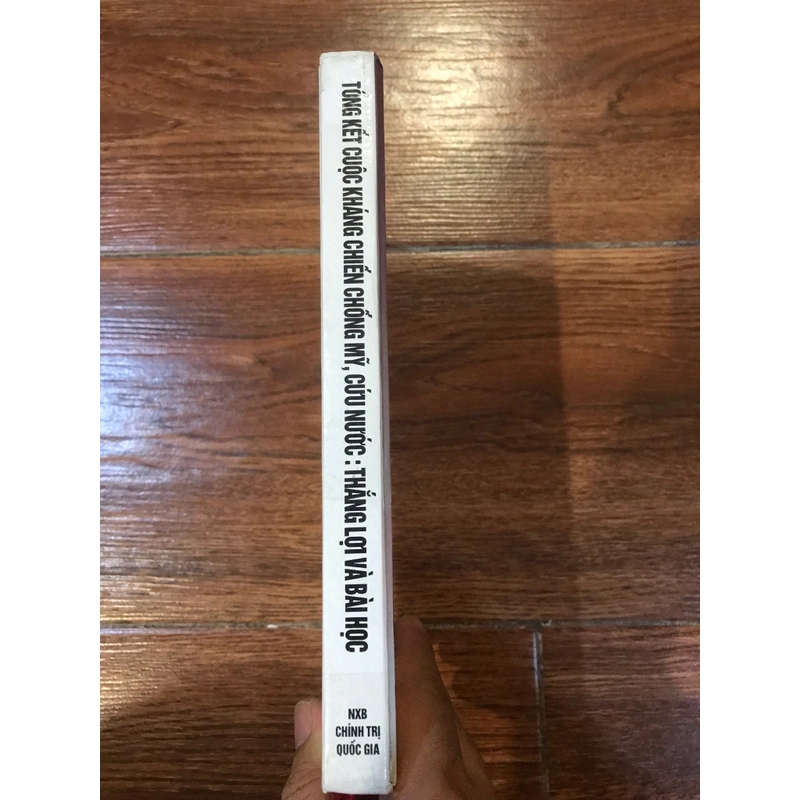 TỔNG KẾT CUỘC KHÁNG CHIẾN CHỐNG MỸ, CỨU NƯỚC : THẮNG LỢI VÀ BÀI HỌC
NXB
CHÍNH TRỊ
QUỐC GIA